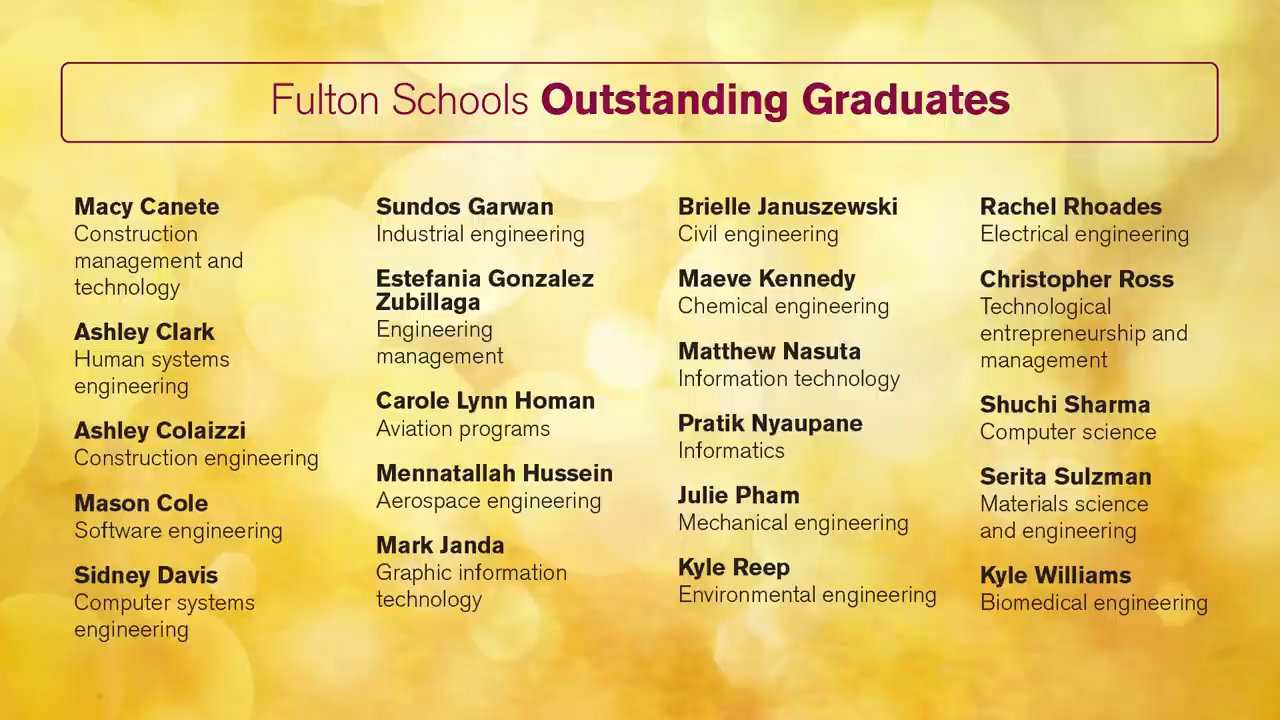 Fulton Schools Outstanding Graduates
Macy Canete
Construction
management and
technology
Ashley Clark
Human systems
engineering
Ashley Colaizzi
Construction engineering
Mason Cole
Software engineering
Sidney Davis
Computer systems
engineering
Sundos Garwan
Industrial engineering
Estefania Gonzalez
Zubillaga
Engineering
management
Carole Lynn Homan
Aviation programs
Mennatallah Hussein
Aerospace engineering
Mark Janda
Graphic information
technology
Brielle Januszewski
Civil engineering
Maeve Kennedy
Chemical engineering
Matthew Nasuta
Information technology
Pratik Nyaupane
Informatics
Julie Pham
Mechanical engineering
Kyle Reep
Environmental engineering
Rachel Rhoades
Electrical engineering
Christopher Ross
Technological
entrepreneurship and
management
Shuchi Sharma
Computer science
Serita Sulzman
Materials science
and engineering
Kyle Williams
Biomedical engineering